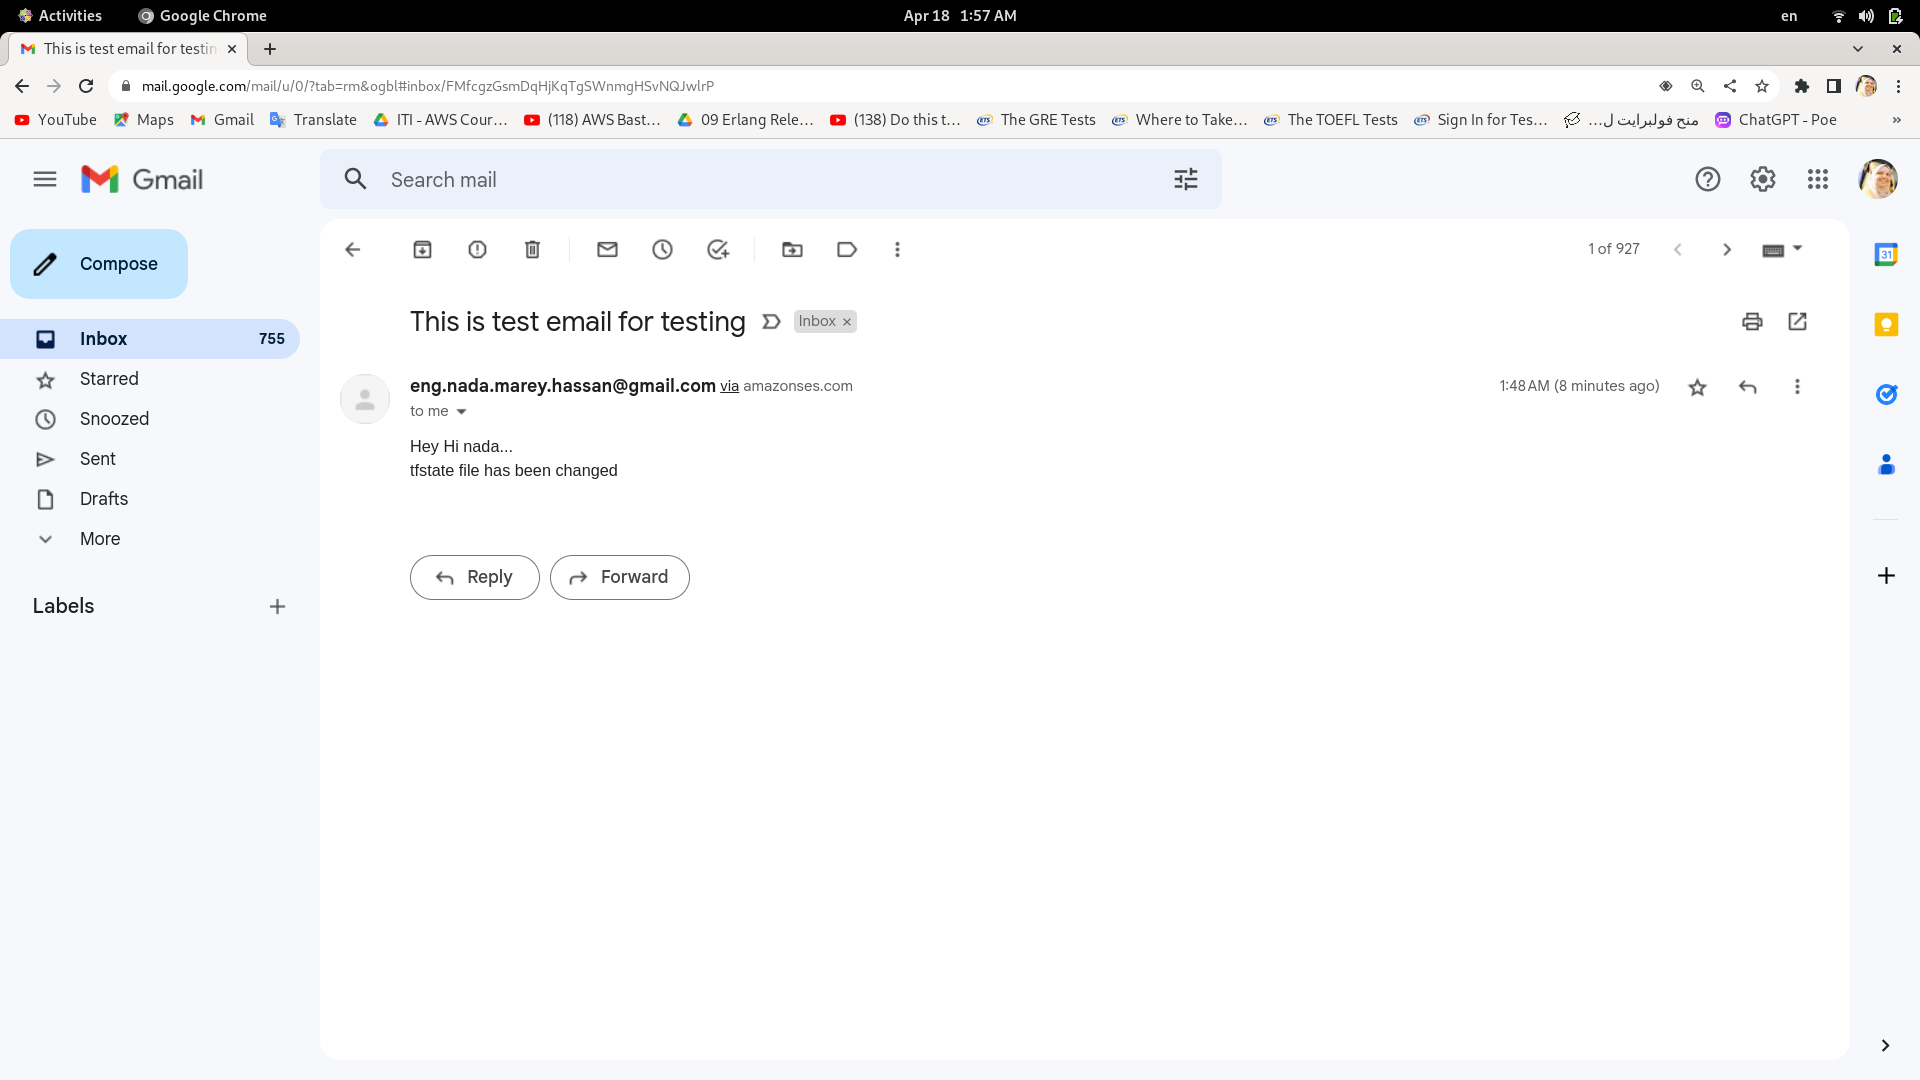 Activities Google Chrome Apr 18 1:57 AM en
This is test email for testin
mail.google.com/mail/u/0/?tab=rm&ogbl#inbox/FMfcgzGsmDqHjKqTgSWnmgHSvNQJwlrP
YouTube Maps Gmail Translate ITI - AWS Cour... (118) AWS Bast... 09 Erlang Rele... (138) Do this t... The GRE Tests Where to Take... The TOEFL Tests Sign In for Tes... منح فولبرايت ل... ChatGPT - Poe »
Gmail Search mail
31
Compose
1 of 927
This is test email for testing Inbox ×
Inbox 755
Starred
Snoozed
Sent
Drafts
More
Labels
eng.nada.marey.hassan@gmail.com via amazonses.com 1:48 AM (8 minutes ago)
to me
Hey Hi nada...
tfstate file has been changed
Reply Forward